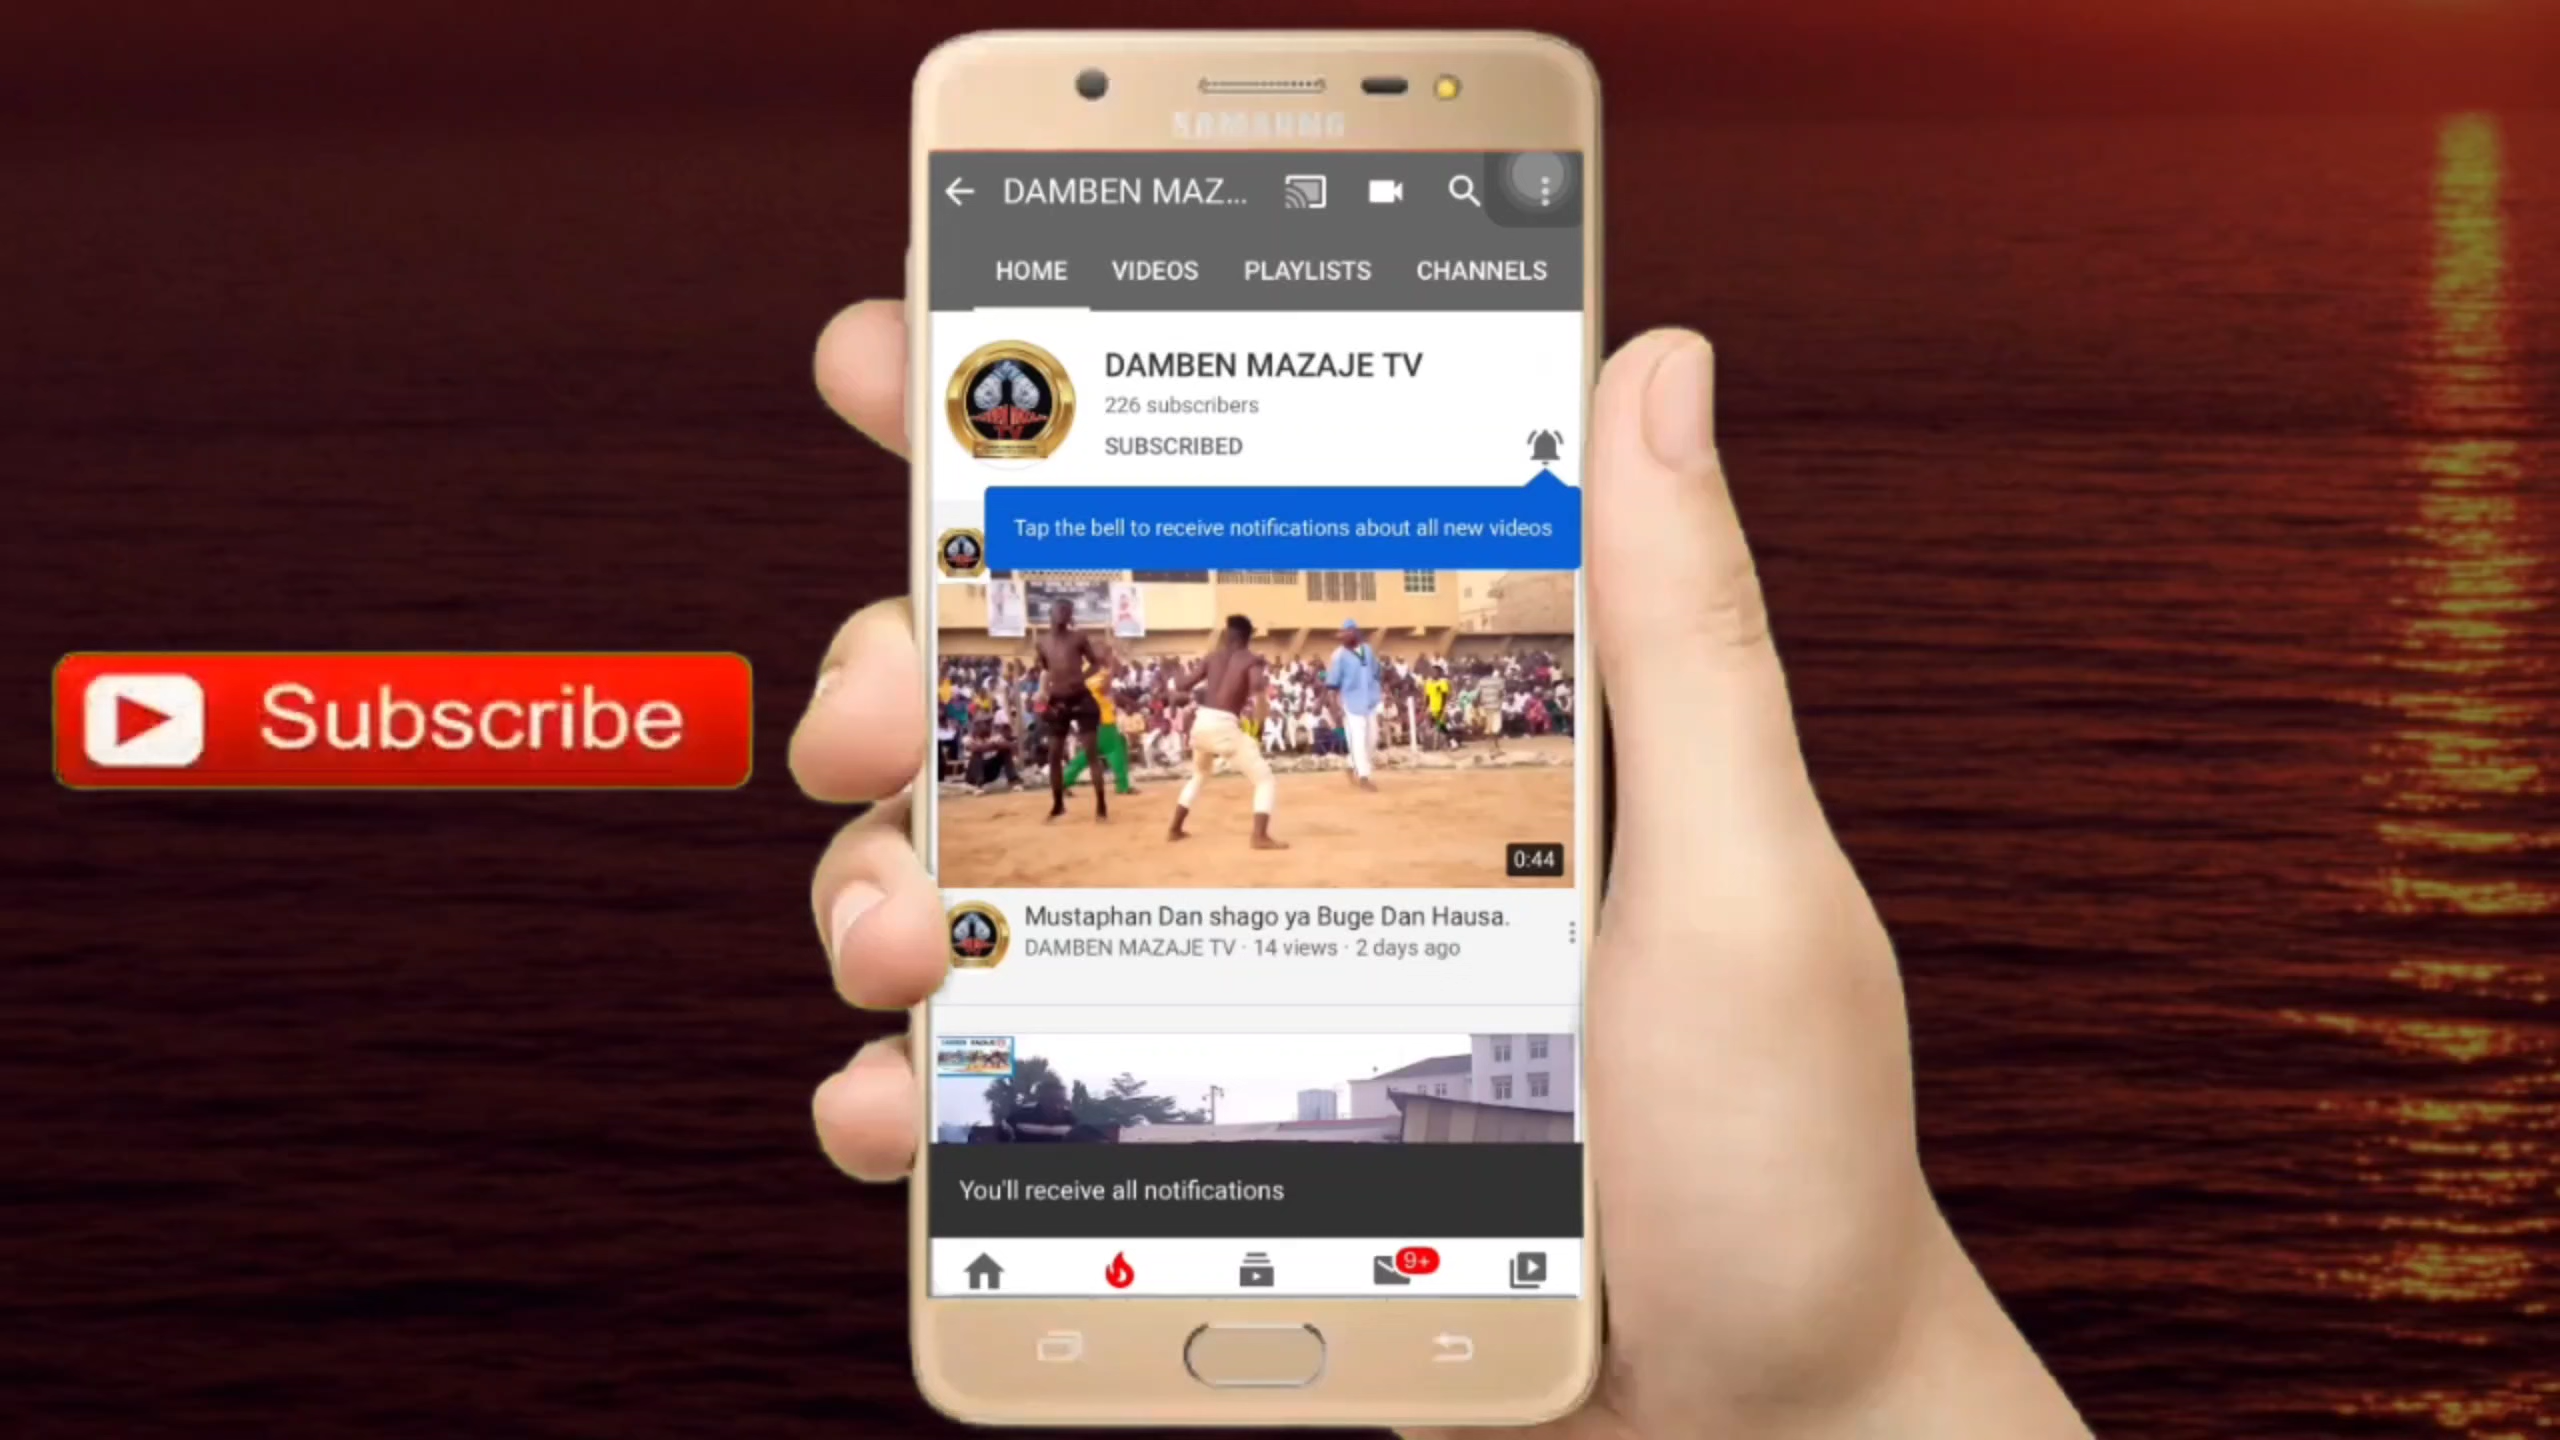 SAMSUNG
DAMBEN MAZ...
HOME VIDEOS PLAYLISTS CHANNELS
DAMBEN MAZAJE TV
226 subscribers
SUBSCRIBED
Tap the bell to receive notifications about all new videos
Subscribe
0:44
Mustaphan Dan shago ya Buge Dan Hausa.
DAMBEN MAZAJE TV · 14 views · 2 days ago
You'll receive all notifications
9+